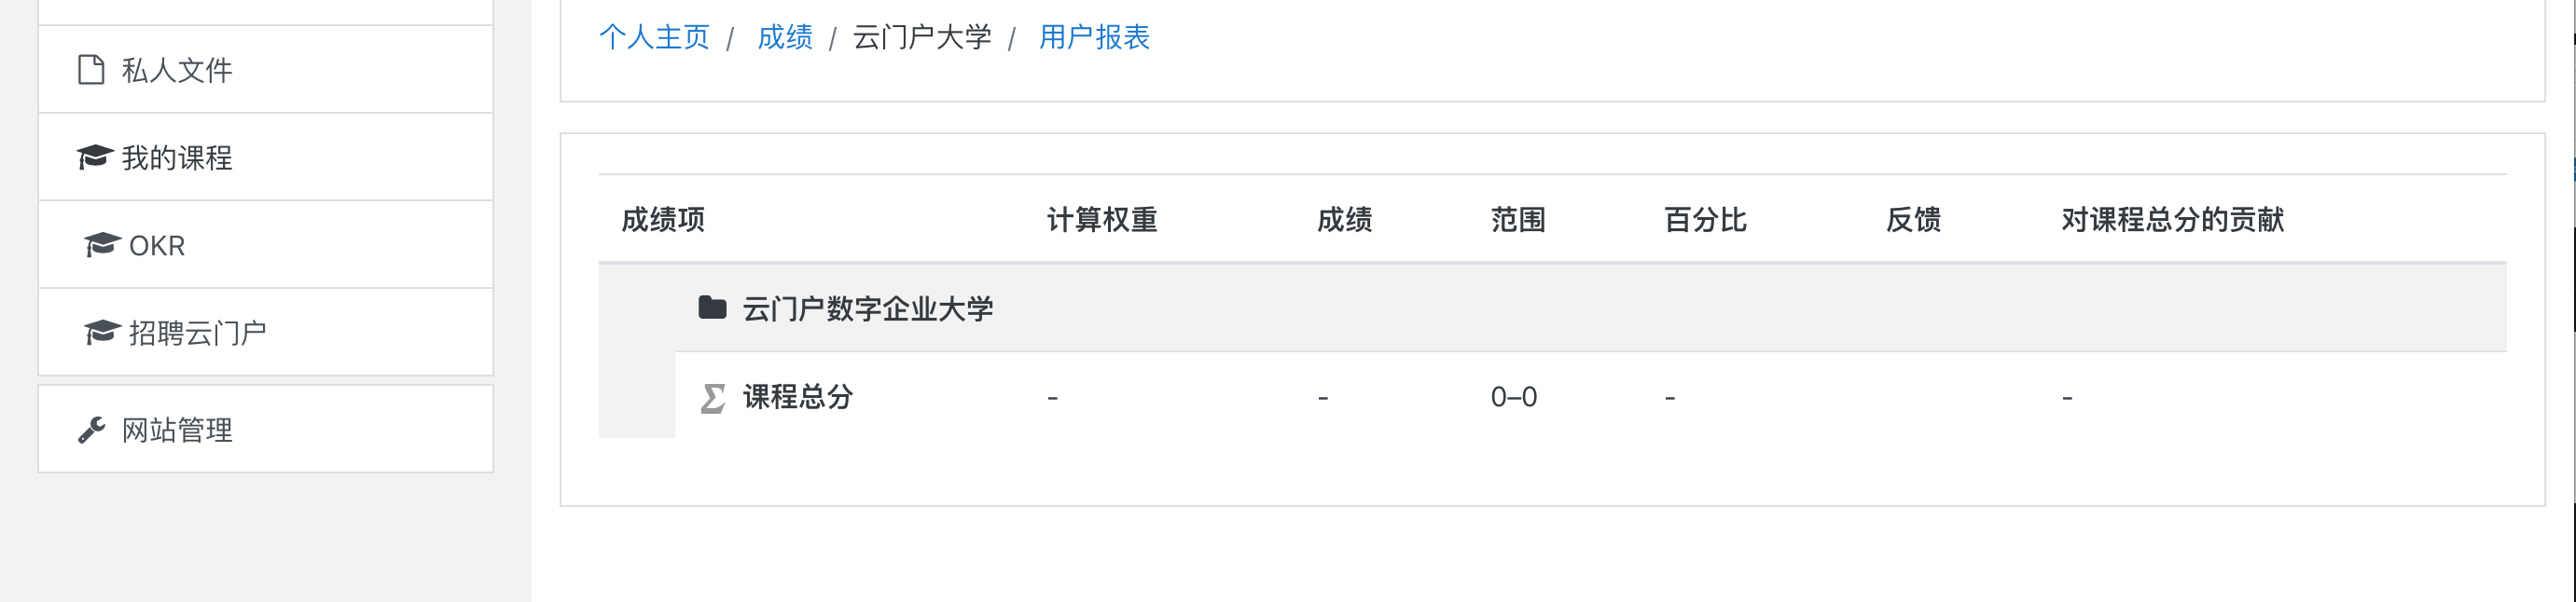 私人文件
我的课程
OKR
招聘云门户
网站管理
个人主页 / 成绩 / 云门户大学 / 用户报表
成绩项 计算权重 成绩 范围 百分比 反馈 对课程总分的贡献
云门户数字企业大学
课程总分 - - 0–0 - -